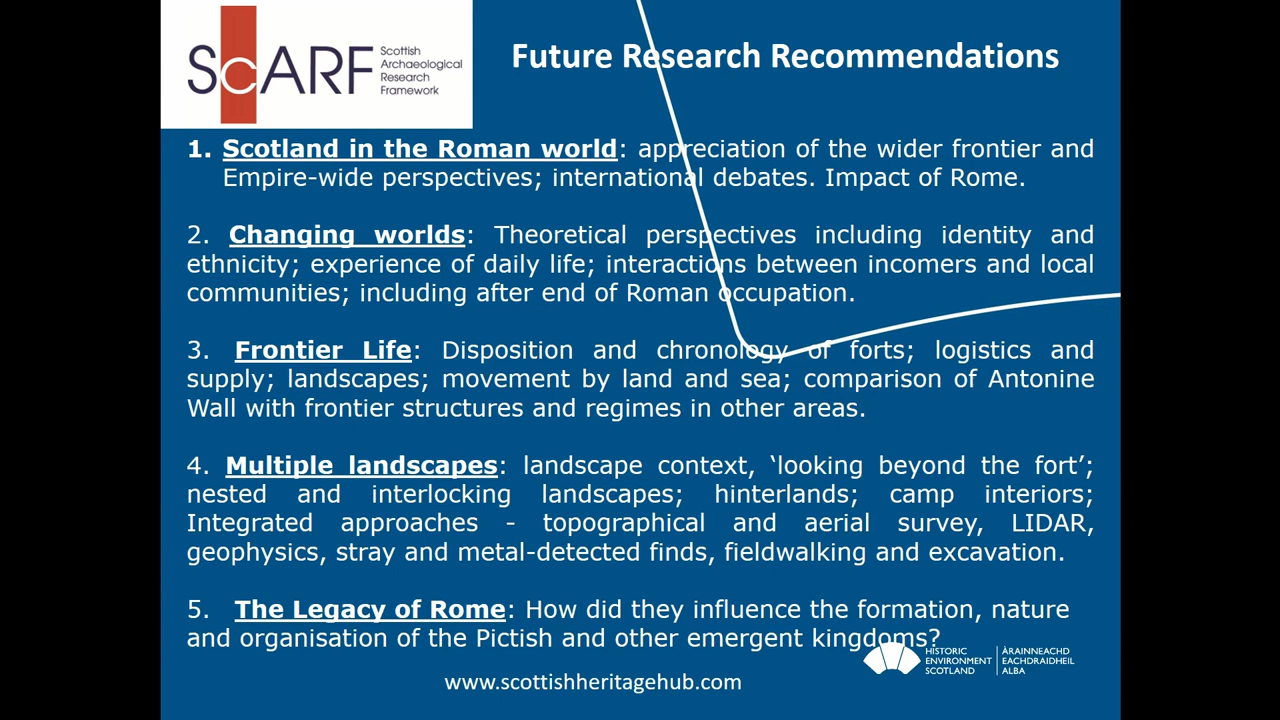 ScARF
Scottish
Archaeological
Research
Framework
Future Research Recommendations
1. Scotland in the Roman world: appreciation of the wider frontier and
Empire-wide perspectives; international debates. Impact of Rome.
2. Changing worlds: Theoretical perspectives including identity and
ethnicity; experience of daily life; interactions between incomers and local
communities; including after end of Roman occupation.
3. Frontier Life: Disposition and chronology of forts; logistics and
supply; landscapes; movement by land and sea; comparison of Antonine
Wall with frontier structures and regimes in other areas.
4. Multiple landscapes: landscape context, ‘looking beyond the fort’;
nested and interlocking landscapes; hinterlands; camp interiors;
Integrated approaches - topographical and aerial survey, LIDAR,
geophysics, stray and metal-detected finds, fieldwalking and excavation.
5. The Legacy of Rome: How did they influence the formation, nature
and organisation of the Pictish and other emergent kingdoms?
HISTORIC
ENVIRONMENT
SCOTLAND
ÀRAINNEACHD
EACHDRAIDHEIL
ALBA
www.scottishheritagehub.com